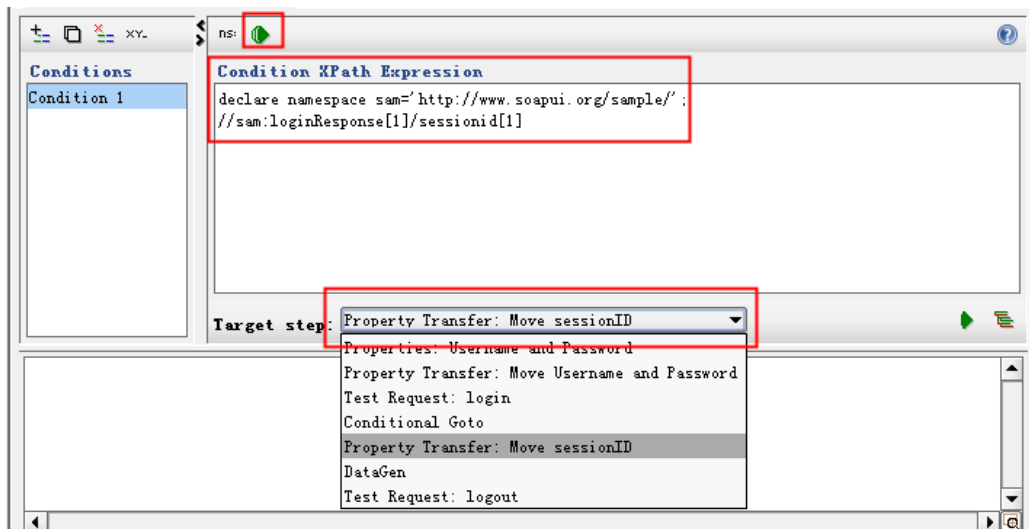 XY-
ns:
Conditions
Condition XPath Expression
Condition 1
declare namespace sam='http://www.soapui.org/sample/';
//sam:loginResponse[1]/sessionid[1]
Target step:
Property Transfer: Move sessionID
Properties: Username and Password
Property Transfer: Move Username and Password
Test Request: login
Conditional Goto
Property Transfer: Move sessionID
DataGen
Test Request: logout